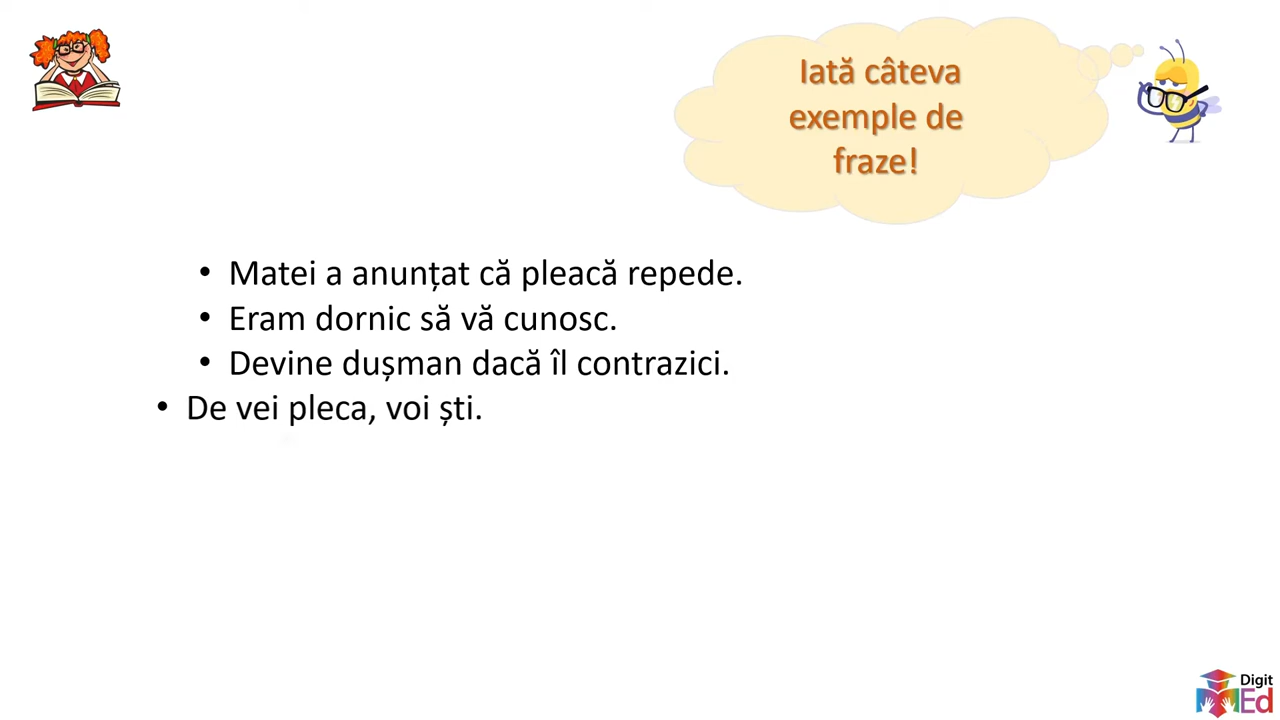 Iată câteva
exemple de
fraze!
• Matei a anunțat că pleacă repede.
• Eram dornic să vă cunosc.
• Devine dușman dacă îl contrazici.
• De vei pleca, voi ști.
Digit
Ed